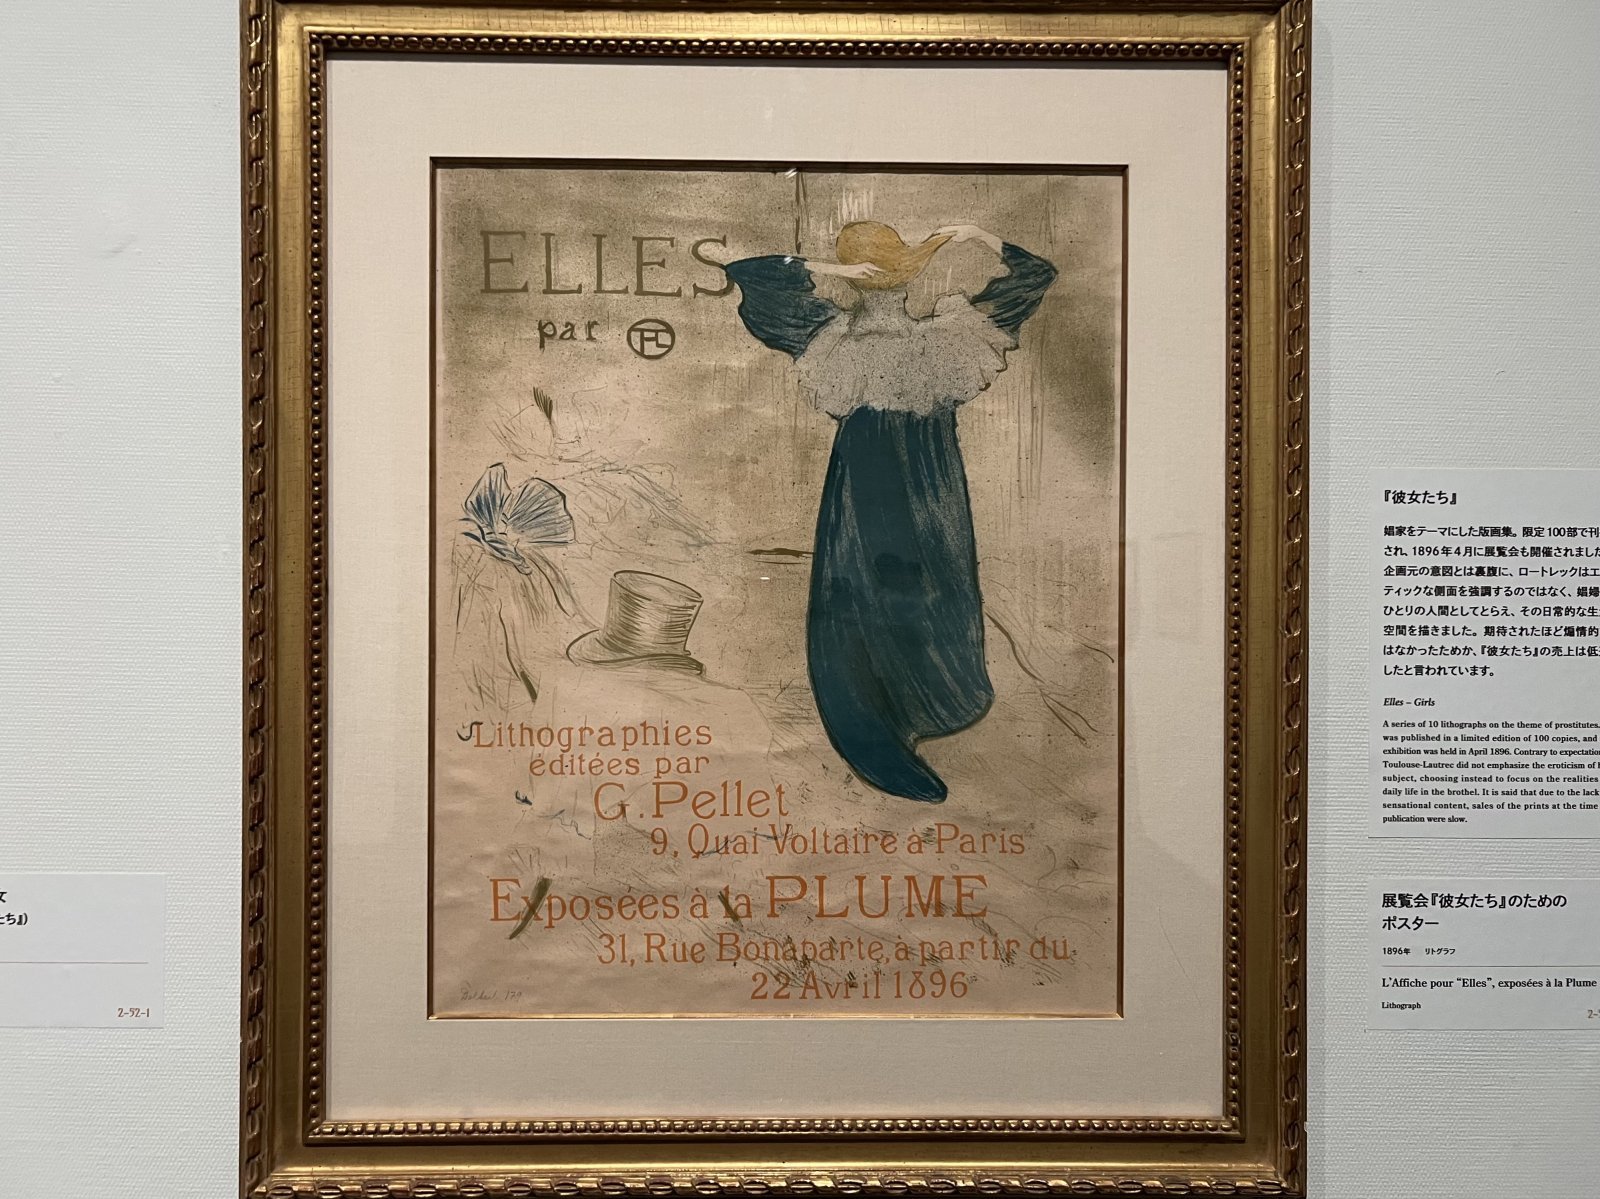 ELLES
par
Lithographies
éditées par
G. Pellet
9, Quai Voltaire à Paris
Exposées à la PLUME
31, Rue Bonaparte, à partir du
22 Avril 1896
『彼女たち』
娼家をテーマにした版画集。限定100部で刊
され、1896年4月に展覧会も開催されました
企画元の意図とは裏腹に、ロートレックはエ
ティックな側面を強調するのではなく、娼婦
ひとりの人間としてとらえ、その日常的な生
空間を描きました。期待されたほど煽情的
はなかったためか、『彼女たち』の売上は低
したと言われています。
Elles – Girls
A series of 10 lithographs on the theme of prostitutes.
was published in a limited edition of 100 copies, and
exhibition was held in April 1896. Contrary to
Toulouse-Lautrec did not emphasize the eroticism of
subject, choosing instead to focus on the realities
daily life in the brothel. It is said that due to the lack
sensational content, sales of the prints at the time
publication were slow.
展覧会『彼女たち』のための
ポスター
1896年 リトグラフ
L'Affiche pour “Elles”, exposées à la Plume
Lithograph
女
たち』)
2-52-1